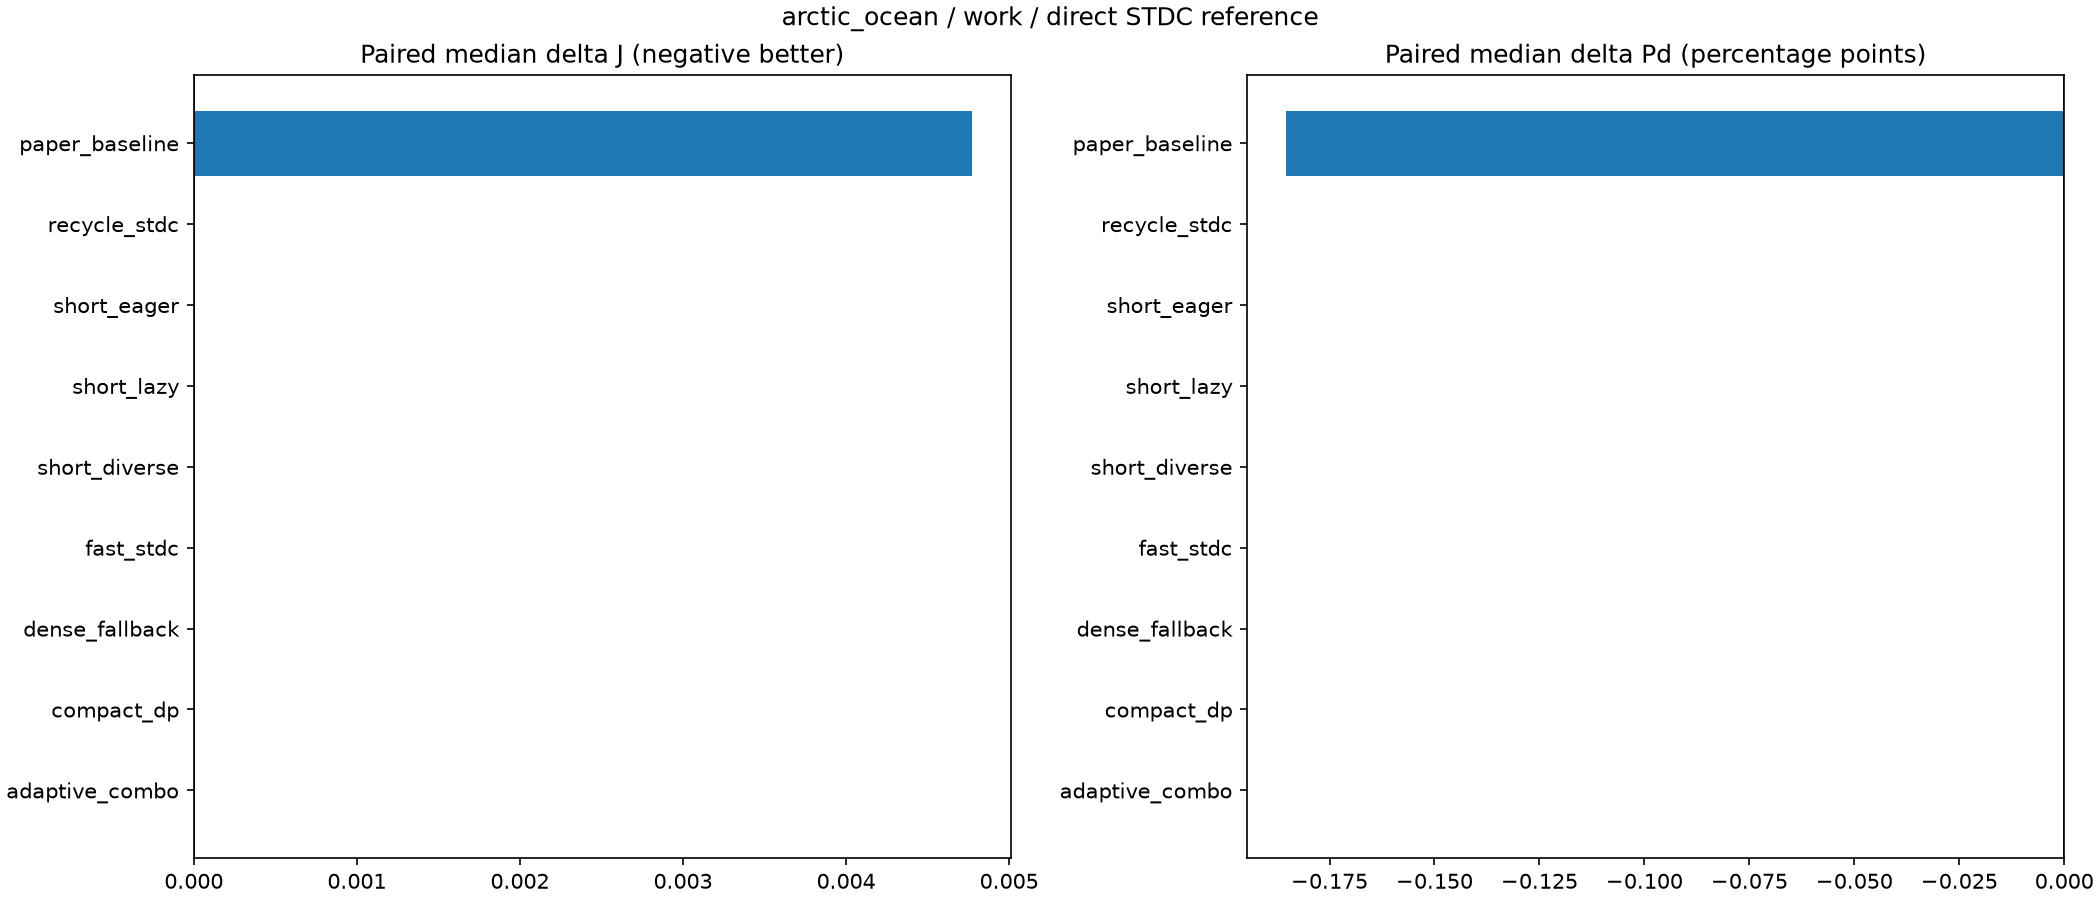 arctic_ocean / work / direct STDC reference
Paired median delta J (negative better)
paper_baseline
recycle_stdc
short_eager
short_lazy
short_diverse
fast_stdc
dense_fallback
compact_dp
adaptive_combo
0.000 0.001 0.002 0.003 0.004 0.005
Paired median delta Pd (percentage points)
paper_baseline
recycle_stdc
short_eager
short_lazy
short_diverse
fast_stdc
dense_fallback
compact_dp
adaptive_combo
−0.175 −0.150 −0.125 −0.100 −0.075 −0.050 −0.025 0.000